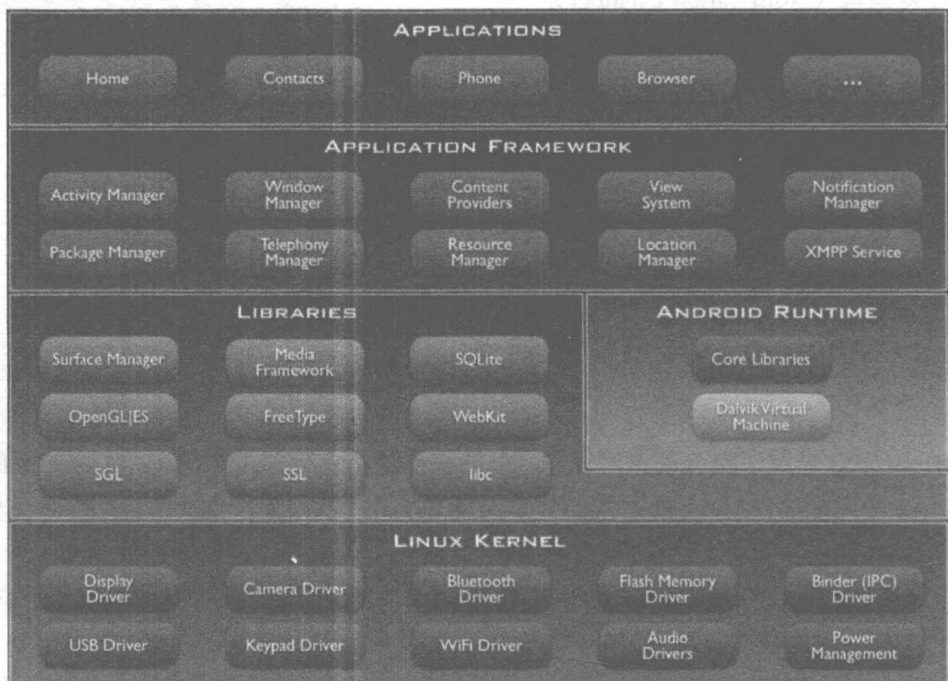 APPLICATIONS
Home
Contacts
Phone
Browser
...
APPLICATION FRAMEWORK
Activity Manager
Window
Manager
Content
Providers
View
System
Notification
Manager
Package Manager
Telephony
Manager
Resource
Manager
Location
Manager
XMPP Service
LIBRARIES
Surface Manager
Media
Framework
SQLite
OpenGL|ES
FreeType
WebKit
SGL
SSL
libc
ANDROID RUNTIME
Core Libraries
Dalvik Virtual
Machine
LINUX KERNEL
Display
Driver
Camera Driver
Bluetooth
Driver
Flash Memory
Driver
Binder (IPC)
Driver
USB Driver
Keypad Driver
WiFi Driver
Audio
Drivers
Power
Management